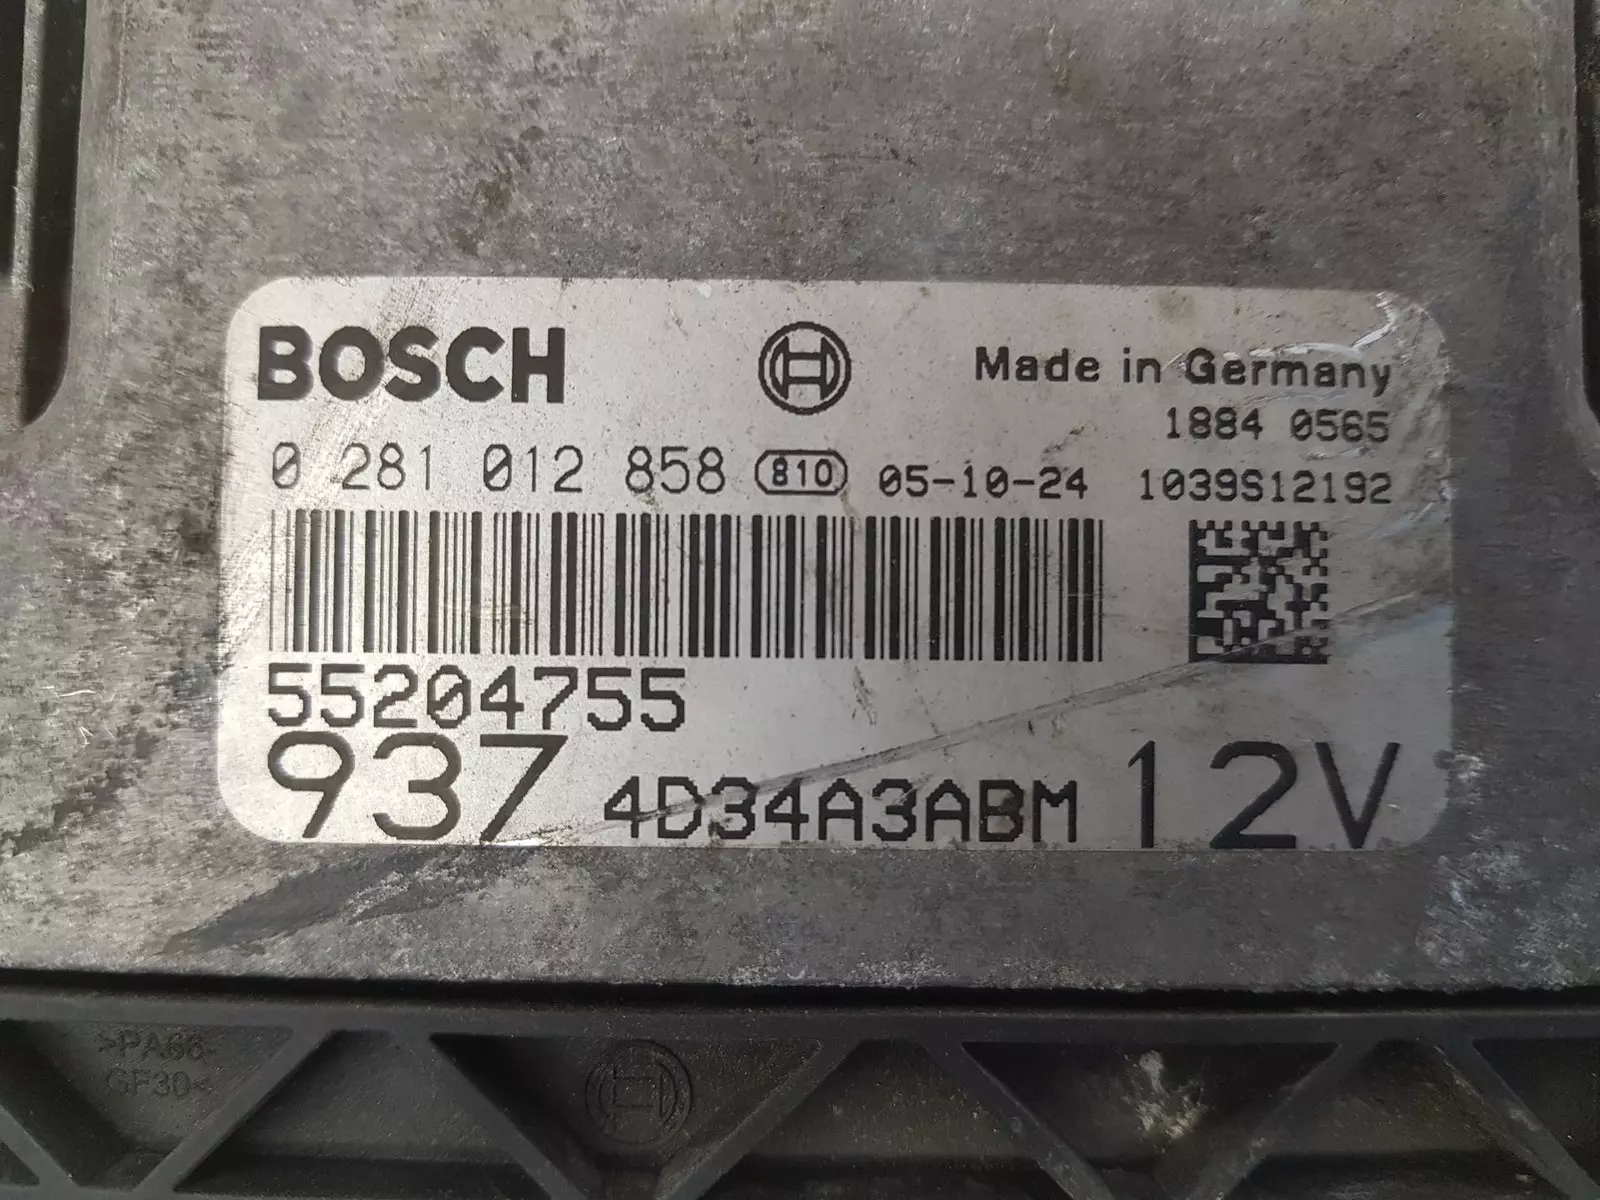 BOSCH
Made in Germany
1884 0565
0 281 012 858 810 05-10-24 1039S12192
55204755
937 4D34A3ABM 12V
>PA66-
GF30<